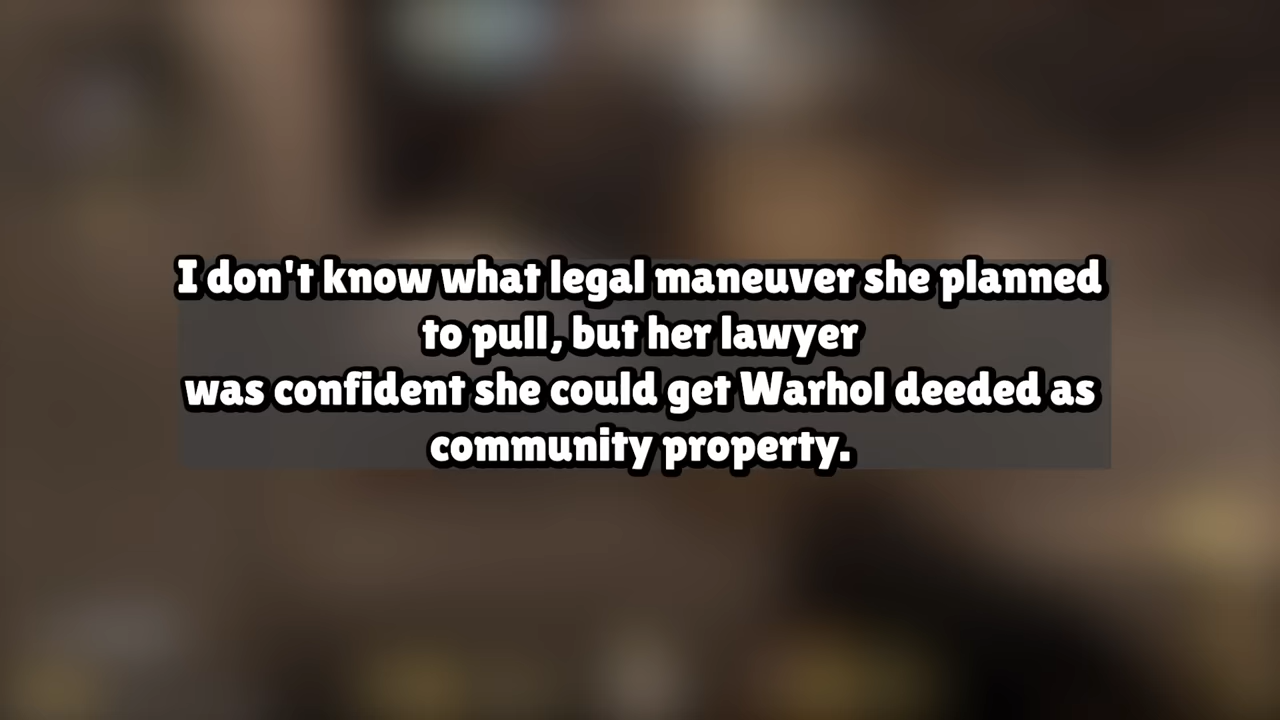 I don't know what legal maneuver she planned
to pull, but her lawyer
was confident she could get Warhol deeded as
community property.